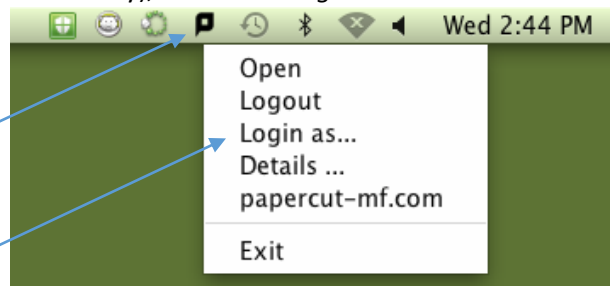 Wed 2:44 PM
Open
Logout
Login as...
Details ...
papercut-mf.com
Exit